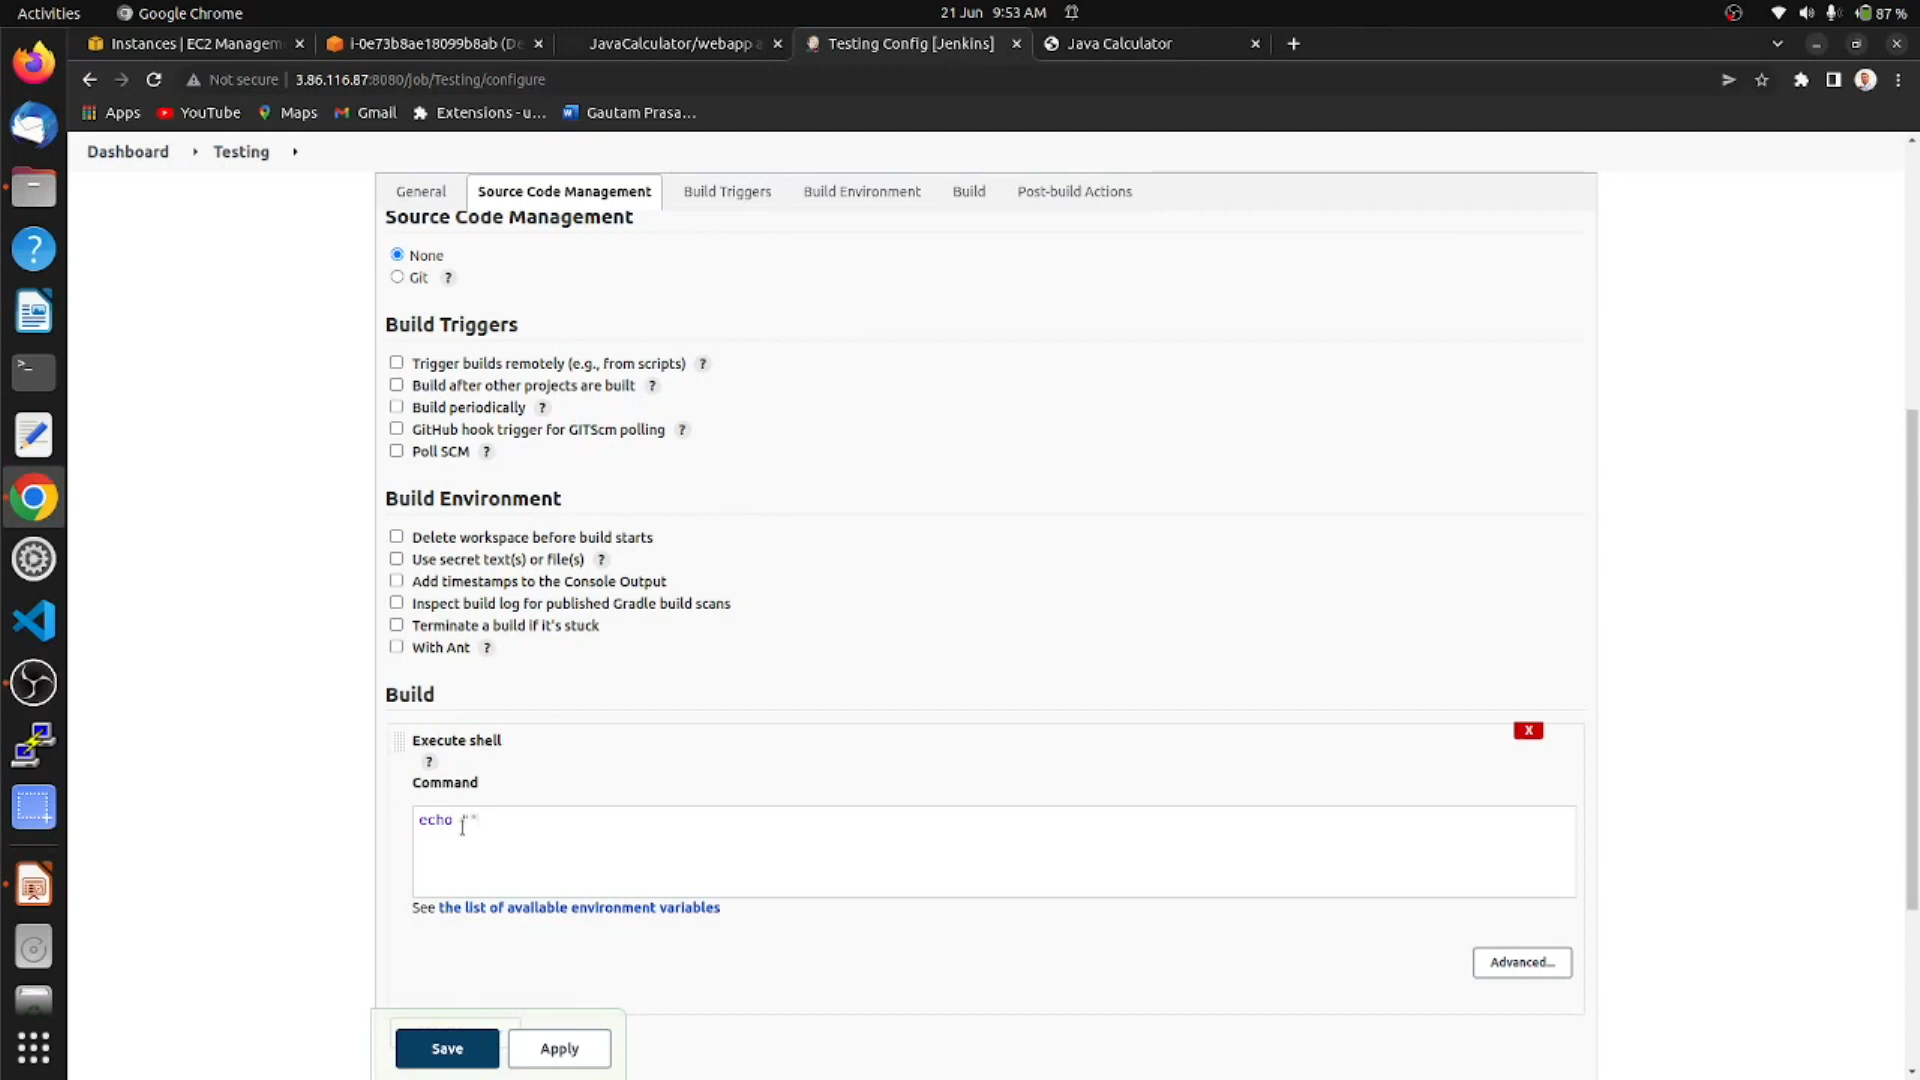 Activities Google Chrome 21 Jun 9:53 AM 87 %
Instances | EC2 Managem i-0e73b8ae18099b8ab (De JavaCalculator/webapp a Testing Config [Jenkins] Java Calculator
Not secure 3.86.116.87:8080/job/Testing/configure
Apps YouTube Maps Gmail Extensions - u... Gautam Prasa...
Dashboard Testing
General Source Code Management Build Triggers Build Environment Build Post-build Actions
Source Code Management
None
Git ?
Build Triggers
Trigger builds remotely (e.g., from scripts) ?
Build after other projects are built ?
Build periodically ?
GitHub hook trigger for GITScm polling ?
Poll SCM ?
Build Environment
Delete workspace before build starts
Use secret text(s) or file(s) ?
Add timestamps to the Console Output
Inspect build log for published Gradle build scans
Terminate a build if it's stuck
With Ant ?
Build
X
Execute shell
?
Command
echo ""
See the list of available environment variables
Advanced...
Save Apply